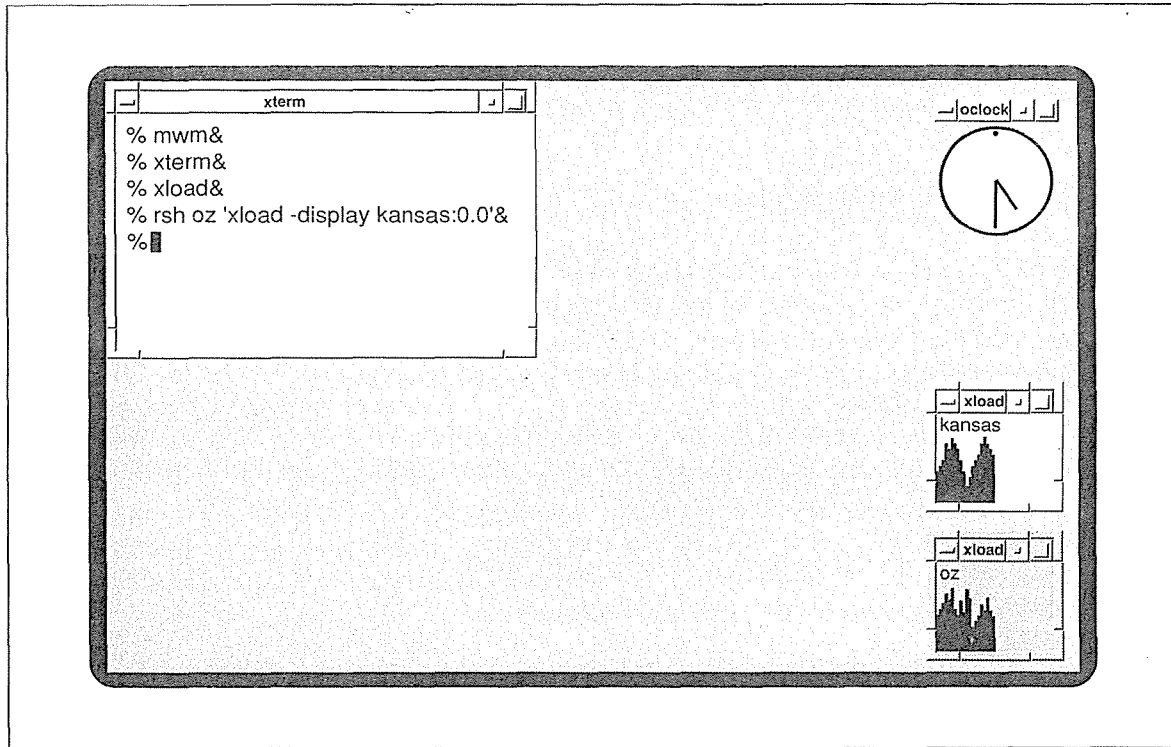 xterm
% mwm&
% xterm&
% xload&
% rsh oz 'xload -display kansas:0.0'&
%
oclock
xload
kansas
xload
oz